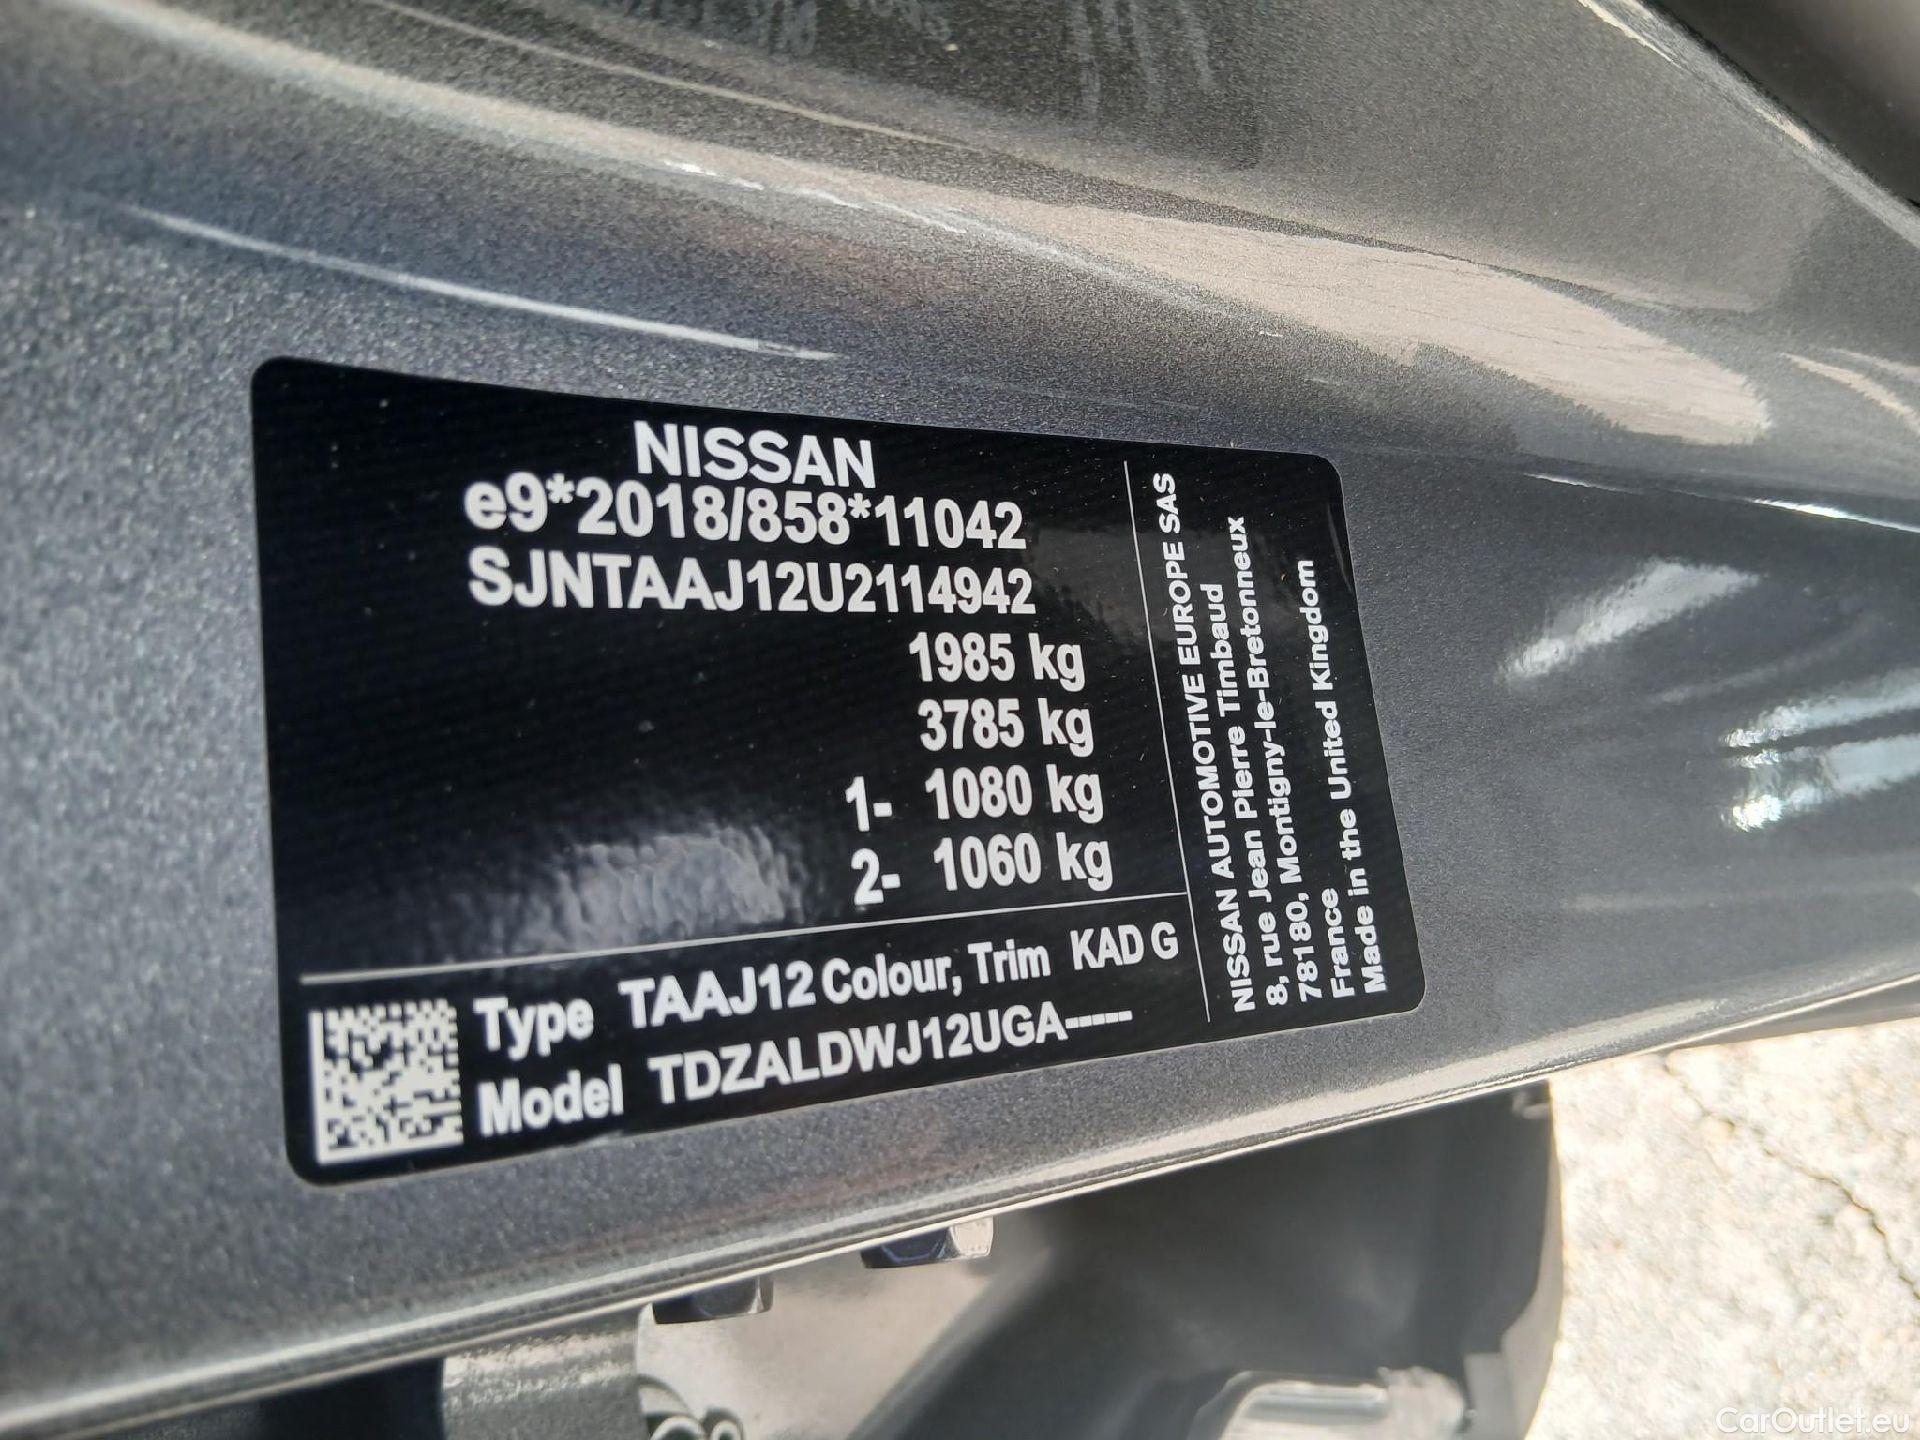 NISSAN
e9*2018/858*11042
SJNTAAJ12U2114942
1985 kg
3785 kg
1- 1080 kg
2- 1060 kg
Type TAAJ12 Colour, Trim KAD G
Model TDZALDWJ12UGA-----
NISSAN AUTOMOTIVE EUROPE SAS
8, rue Jean Pierre Timbaud
78180, Montigny-le-Bretonneux
France
Made in the United Kingdom
CarOutlet.eu